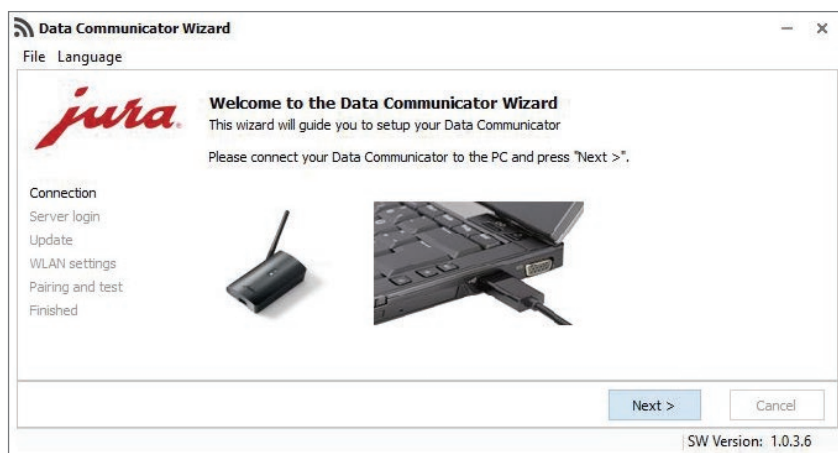 Data Communicator Wizard
File Language
jura
Welcome to the Data Communicator Wizard
This wizard will guide you to setup your Data Communicator
Please connect your Data Communicator to the PC and press "Next >".
Connection
Server login
Update
WLAN settings
Pairing and test
Finished
Next >
Cancel
SW Version: 1.0.3.6